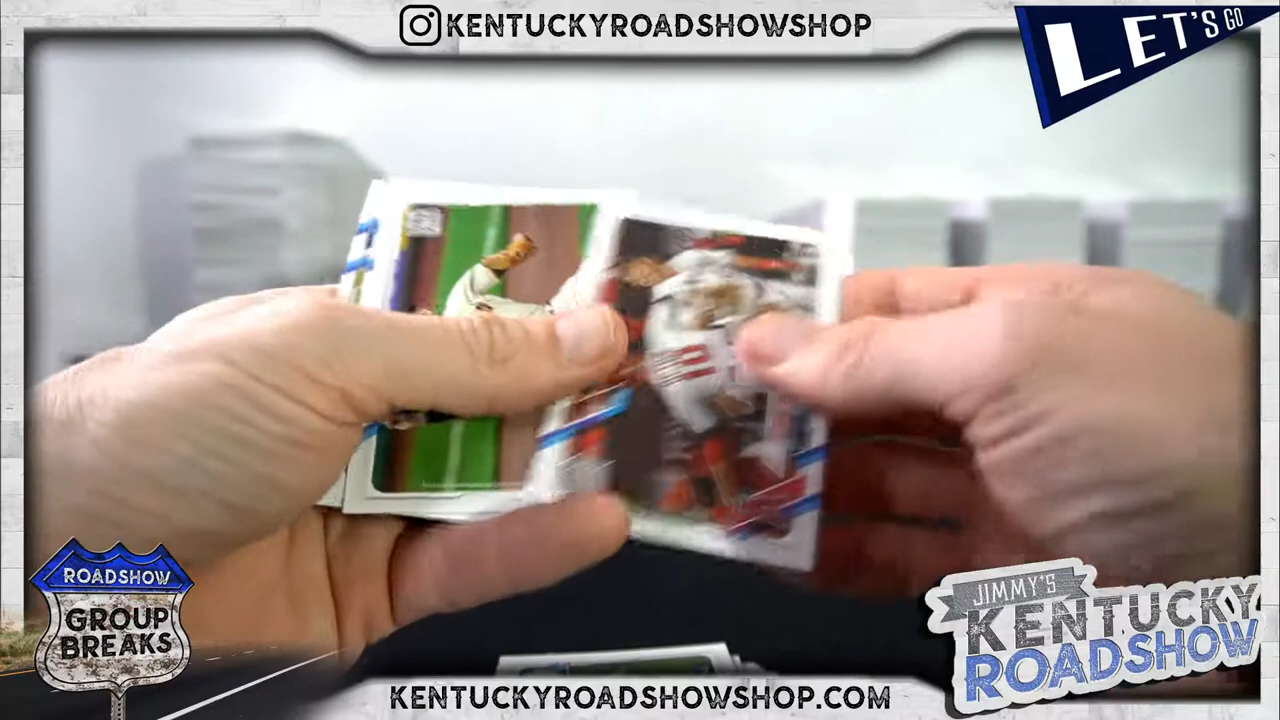 KENTUCKYROADSHOWSHOP
LET'S GO
ROADSHOW
GROUP
BREAKS
JIMMY'S
KENTUCKY
ROADSHOW
KENTUCKYROADSHOWSHOP.COM